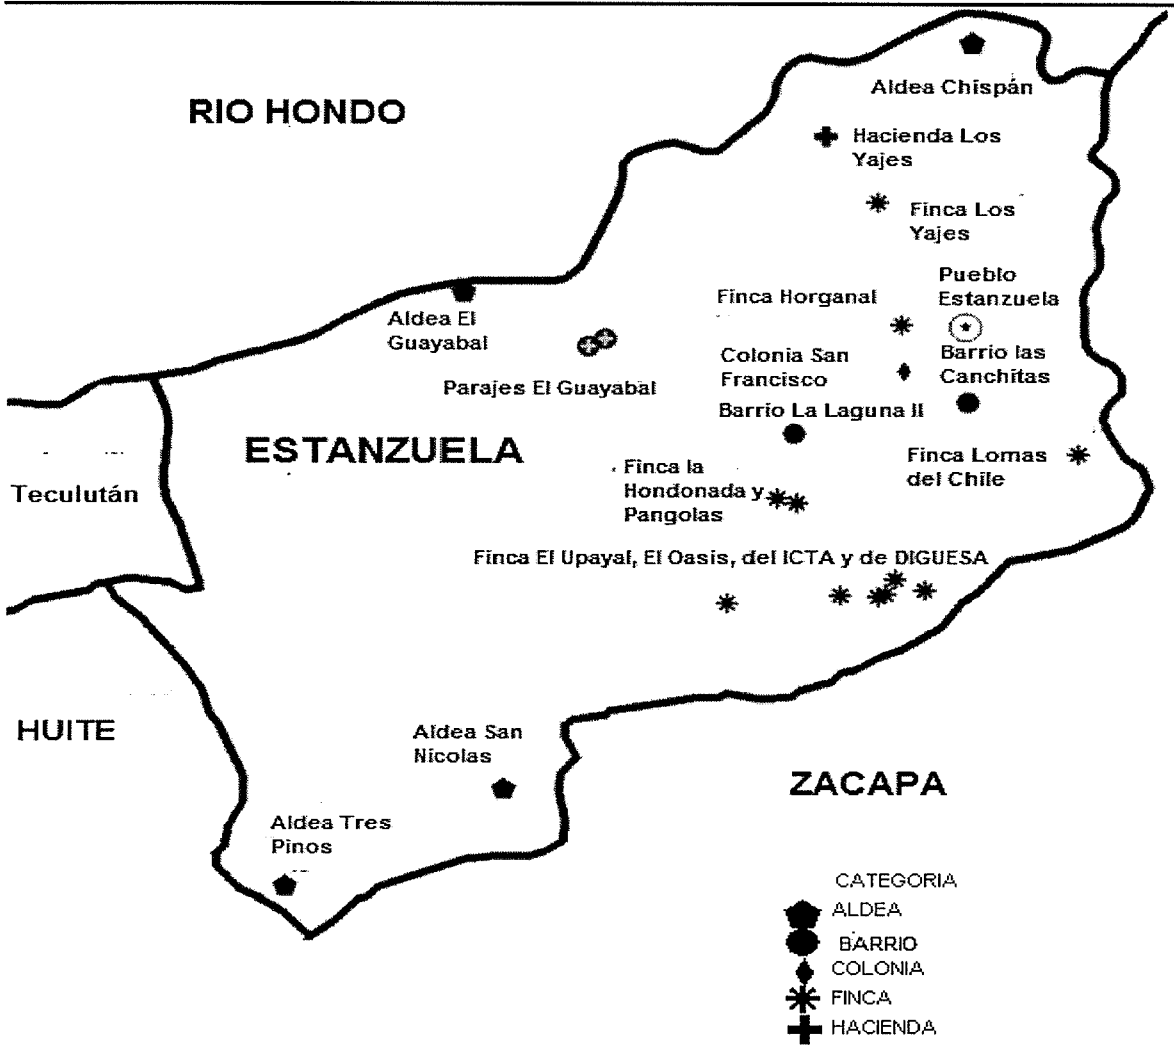 RIO HONDO
Aldea Chispán
Hacienda Los
Yajes
Finca Los
Yajes
Pueblo
Estanzuela
Finca Horganal
Aldea El
Guayabal
Parajes El Guayabal
Colonia San
Francisco
Barrio las
Canchitas
Barrio La Laguna II
ESTANZUELA
Finca Lomas
del Chile
Finca la
Hondonada y
Pangolas
Teculután
Finca El Upayal, El Oasis, del ICTA y de DIGUESA
HUITE
Aldea San
Nicolas
ZACAPA
Aldea Tres
Pinos
CATEGORIA
ALDEA
BARRIO
COLONIA
FINCA
HACIENDA